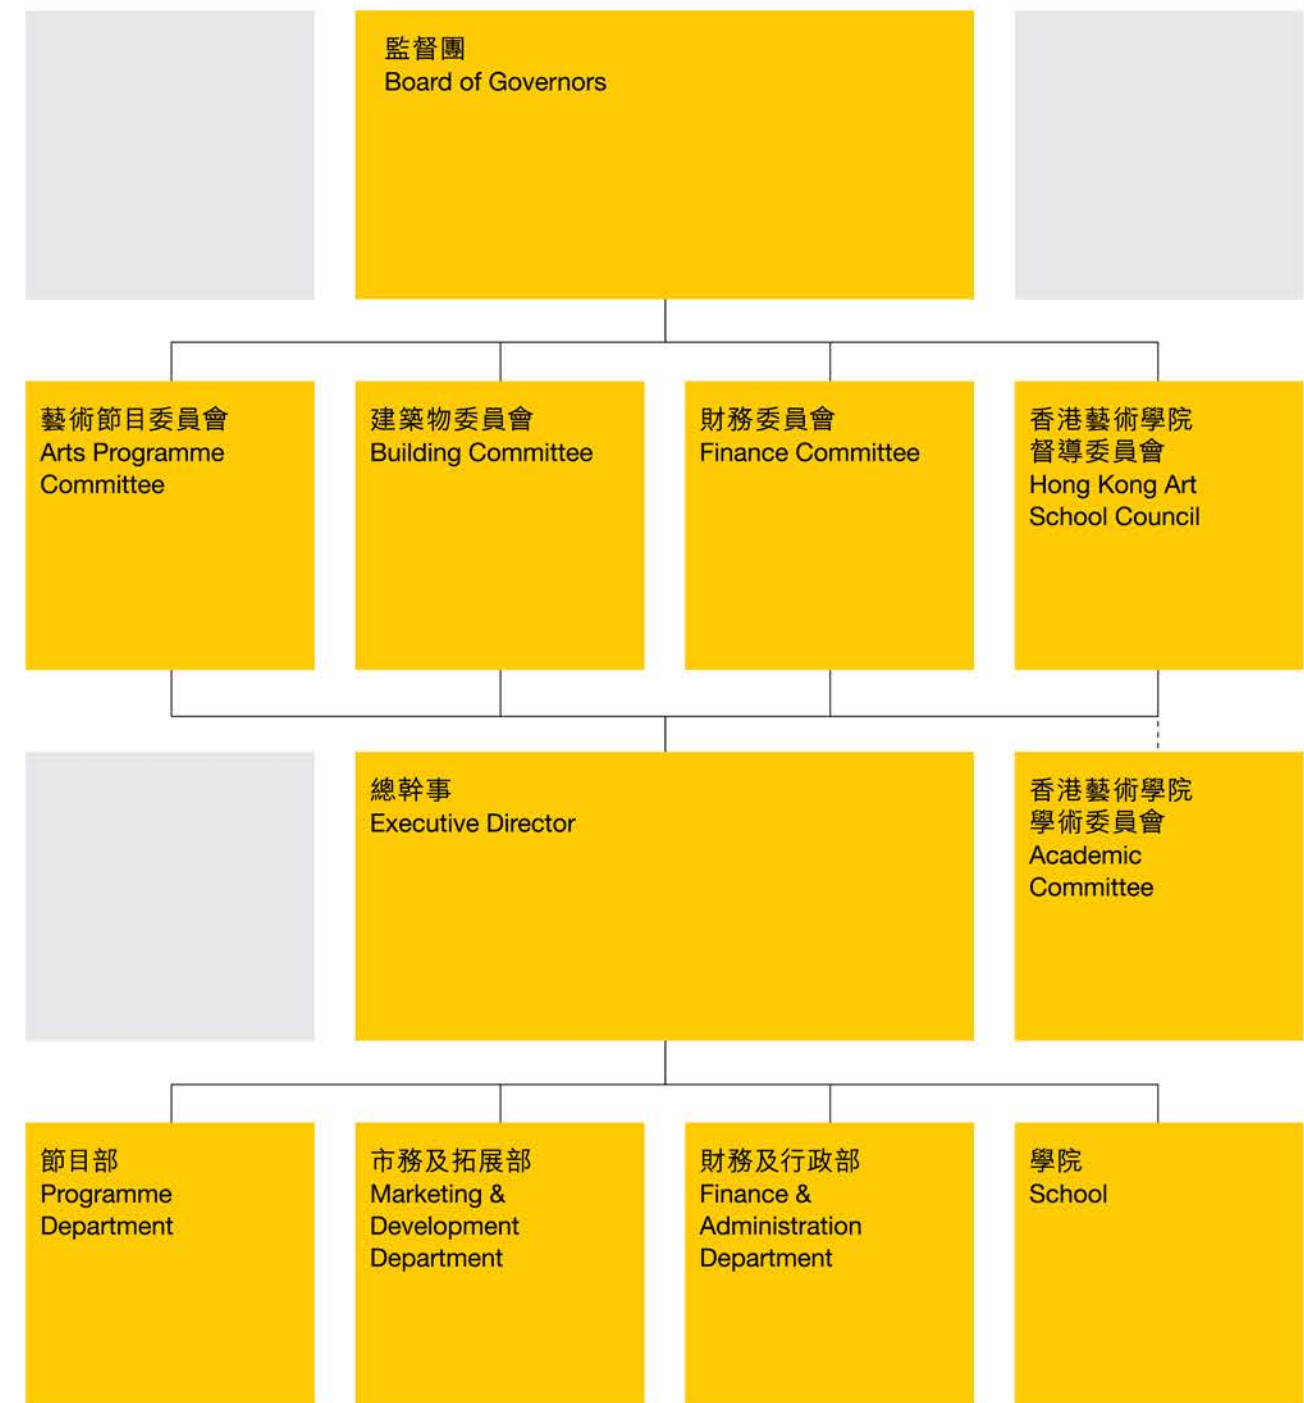 監督團
Board of Governors
藝術節目委員會
Arts Programme
Committee
建築物委員會
Building Committee
財務委員會
Finance Committee
香港藝術學院
督導委員會
Hong Kong Art
School Council
總幹事
Executive Director
香港藝術學院
學術委員會
Academic
Committee
節目部
Programme
Department
市務及拓展部
Marketing &
Development
Department
財務及行政部
Finance &
Administration
Department
學院
School